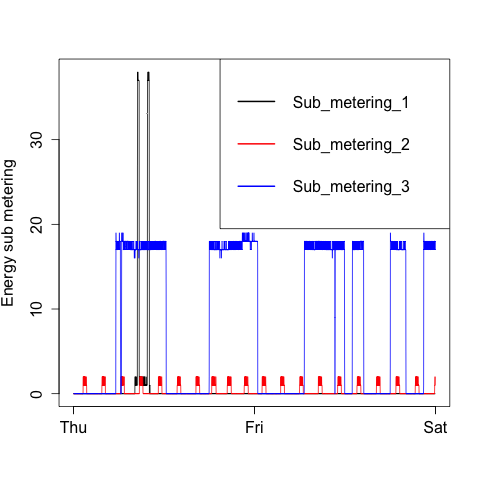 Sub_metering_1
Sub_metering_2
Sub_metering_3
Energy sub metering
30
20
10
0
Thu Fri Sat